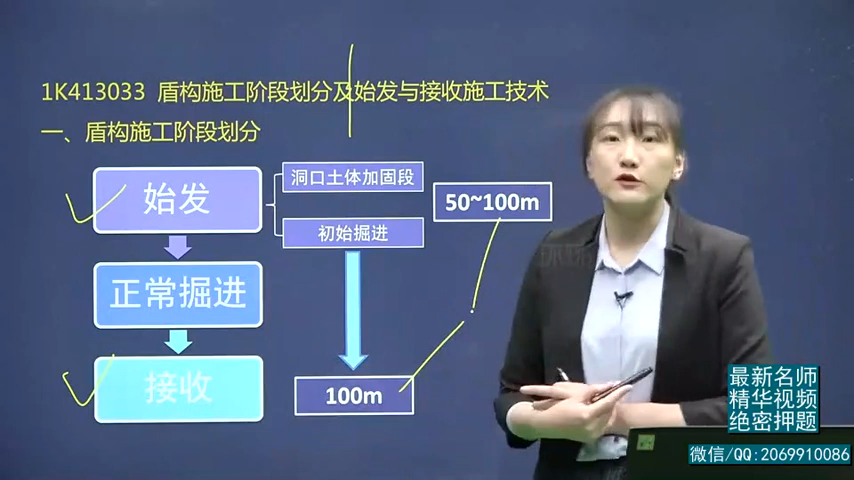 1K413033 盾构施工阶段划分及始发与接收施工技术
一、盾构施工阶段划分
始发
洞口土体加固段
50~100m
初始掘进
正常掘进
接收
100m
最新名师
精华视频
绝密押题
微信/QQ:2069910086